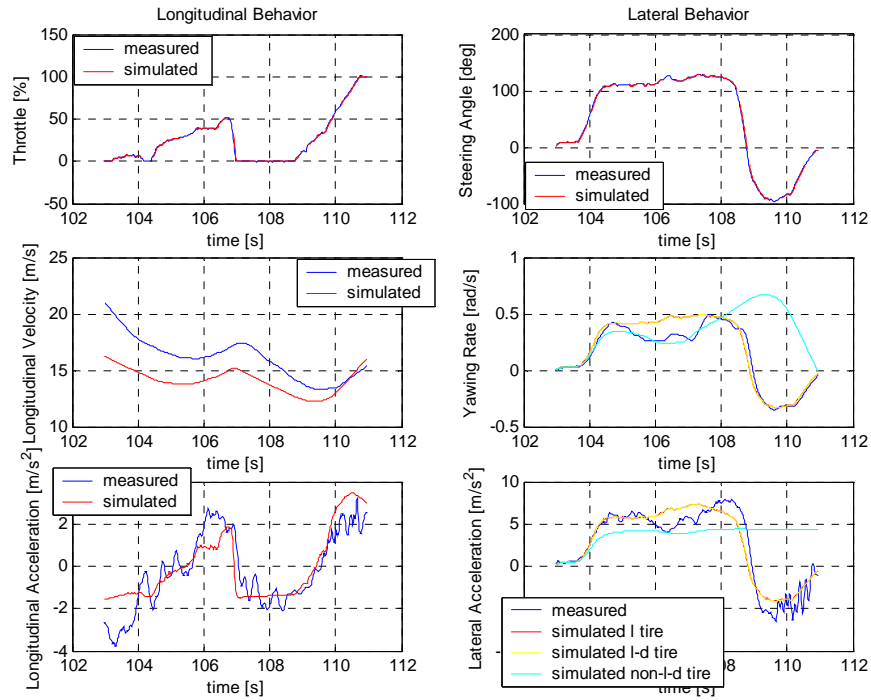 Longitudinal Behavior
150
100
50
0
-50
Throttle [%]
measured
simulated
102 104 106 108 110 112
time [s]
Lateral Behavior
200
100
0
-100
Steering Angle [deg]
measured
simulated
102 104 106 108 110 112
time [s]
25
20
15
10
Longitudinal Velocity [m/s]
measured
simulated
102 104 106 108 110 112
time [s]
1
0.5
0
-0.5
Yawing Rate [rad/s]
102 104 106 108 110 112
time [s]
2
0
-2
-4
Longitudinal Acceleration [m/s²]
measured
simulated
102 104 106 108 110 112
time [s]
10
5
0
Lateral Acceleration [m/s²]
measured
simulated l tire
simulated l-d tire
simulated non-l-d tire
108 110 112
time [s]